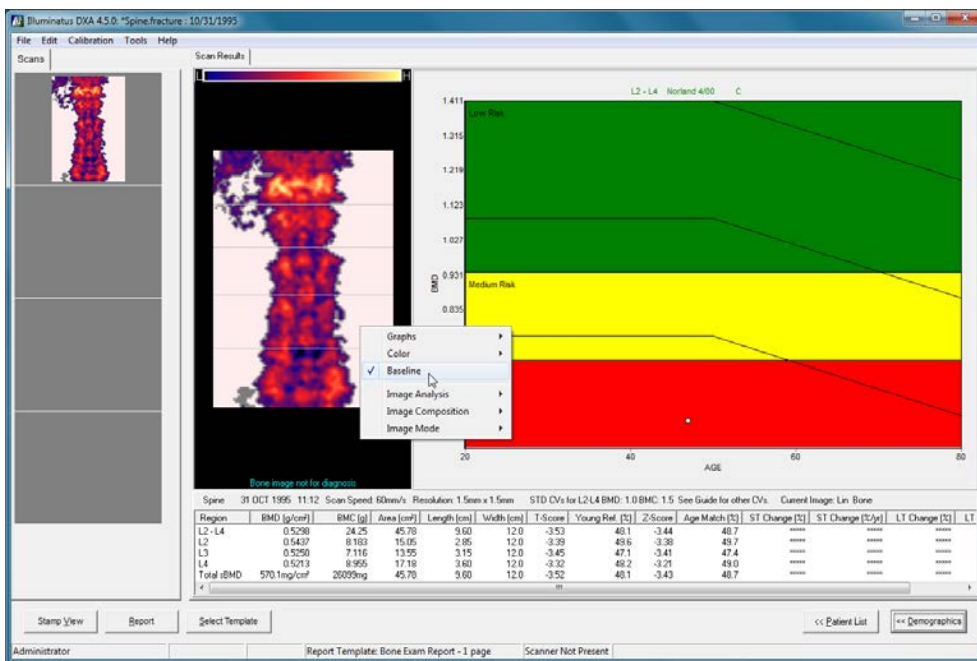 Illuminatus DXA 4.5.0: *Spine.fracture : 10/31/1995
File Edit Calibration Tools Help
Scans
Scan Results
L H
L2 - L4 Norland 4/00 C
1.411
Low Risk
1.315
1.219
1.123
1.027
0.931
Medium Risk
BMD
0.835
Graphs
Color
Baseline
Image Analysis
Image Composition
Image Mode
20 40 60 80
AGE
Bone image not for diagnosis
Spine 31 OCT 1995 11:12 Scan Speed: 60mm/s Resolution: 1.5mm x 1.5mm STD CVs for L2-L4 BMD: 1.0 BMC: 1.5 See Guide for other CVs. Current Image: Lin Bone
Region BMD [g/cm²] BMC [g] Area [cm²] Length [cm] Width [cm] T-Score Young Ref. [%] Z-Score Age Match [%] ST Change [%] ST Change [%/yr] LT Change [%] LT
L2 - L4 0.5298 24.25 45.78 9.60 12.0 -3.53 48.1 -3.44 48.7 ***** ***** *****
L2 0.5437 8.183 15.05 2.85 12.0 -3.39 49.6 -3.38 49.7 ***** ***** *****
L3 0.5250 7.116 13.55 3.15 12.0 -3.45 47.1 -3.41 47.4 ***** ***** *****
L4 0.5213 8.955 17.18 3.60 12.0 -3.32 48.2 -3.21 49.0 ***** ***** *****
Total sBMD 570.1mg/cm² 26099mg 45.78 9.60 12.0 -3.52 48.1 -3.43 48.7 ***** ***** *****
Stamp View Report Select Template << Patient List << Demographics
Administrator Report Template: Bone Exam Report - 1 page Scanner Not Present